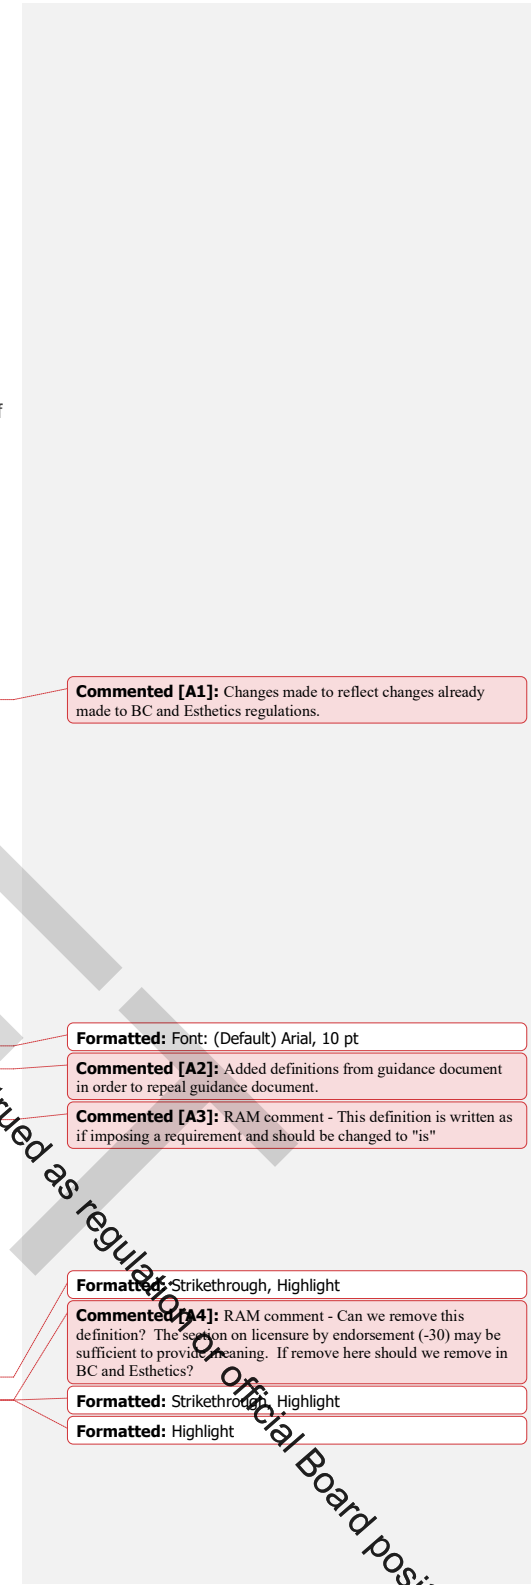 f
Commented [A1]: Changes made to reflect changes already
made to BC and Esthetics regulations.
Formatted: Font: (Default) Arial, 10 pt
Commented [A2]: Added definitions from guidance document
in order to repeal guidance document.
Commented [A3]: RAM comment - This definition is written as
if imposing a requirement and should be changed to "is"
Formatted: Strikethrough, Highlight
Commented [A4]: RAM comment - Can we remove this
definition? The section on licensure by endorsement (-30) may be
sufficient to provide meaning. If remove here should we remove in
BC and Esthetics?
Formatted: Strikethrough, Highlight
Formatted: Highlight
rued as regulation or official Board posi